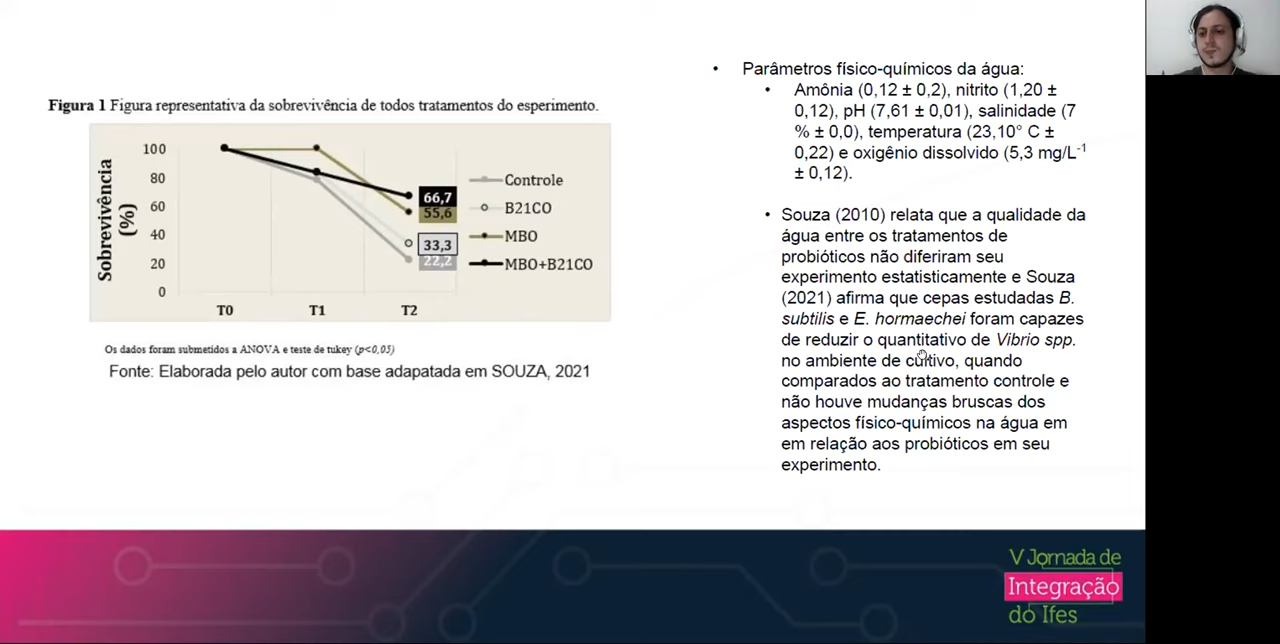 Figura 1 Figura representativa da sobrevivência de todos tratamentos do esperimento.
Sobrevivência
(%)
100
80
60
40
20
0
T0
T1
T2
66,7
55,6
33,3
22,2
Controle
B21CO
MBO
MBO+B21CO
Os dados foram submetidos a ANOVA e teste de tukey (p<0,05)
Fonte: Elaborada pelo autor com base adapatada em SOUZA, 2021
• Parâmetros físico-químicos da água:
• Amônia (0,12 ± 0,2), nitrito (1,20 ±
0,12), pH (7,61 ± 0,01), salinidade (7
% ± 0,0), temperatura (23,10° C ±
0,22) e oxigênio dissolvido (5,3 mg/L-1
± 0,12).
• Souza (2010) relata que a qualidade da
água entre os tratamentos de
probióticos não diferiram seu
experimento estatisticamente e Souza
(2021) afirma que cepas estudadas B.
subtilis e E. hormaechei foram capazes
de reduzir o quantitativo de Vibrio spp.
no ambiente de cultivo, quando
comparados ao tratamento controle e
não houve mudanças bruscas dos
aspectos físico-químicos na água em
em relação aos probióticos em seu
experimento.
V Jornada de
Integração
do Ifes